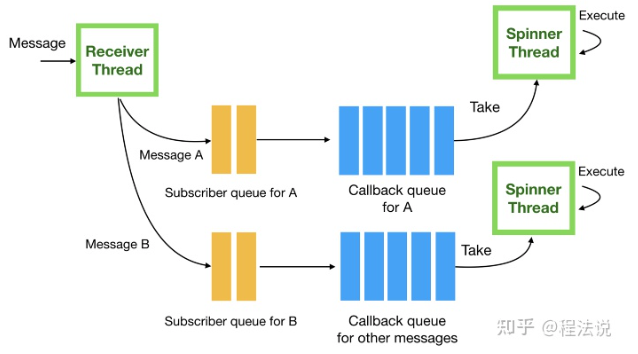 Message
Receiver
Thread
Message A
Message B
Subscriber queue for A
Callback queue
for A
Take
Spinner
Thread
Execute
Subscriber queue for B
Callback queue
for other messages
Take
Spinner
Thread
Execute
知乎 @程法说